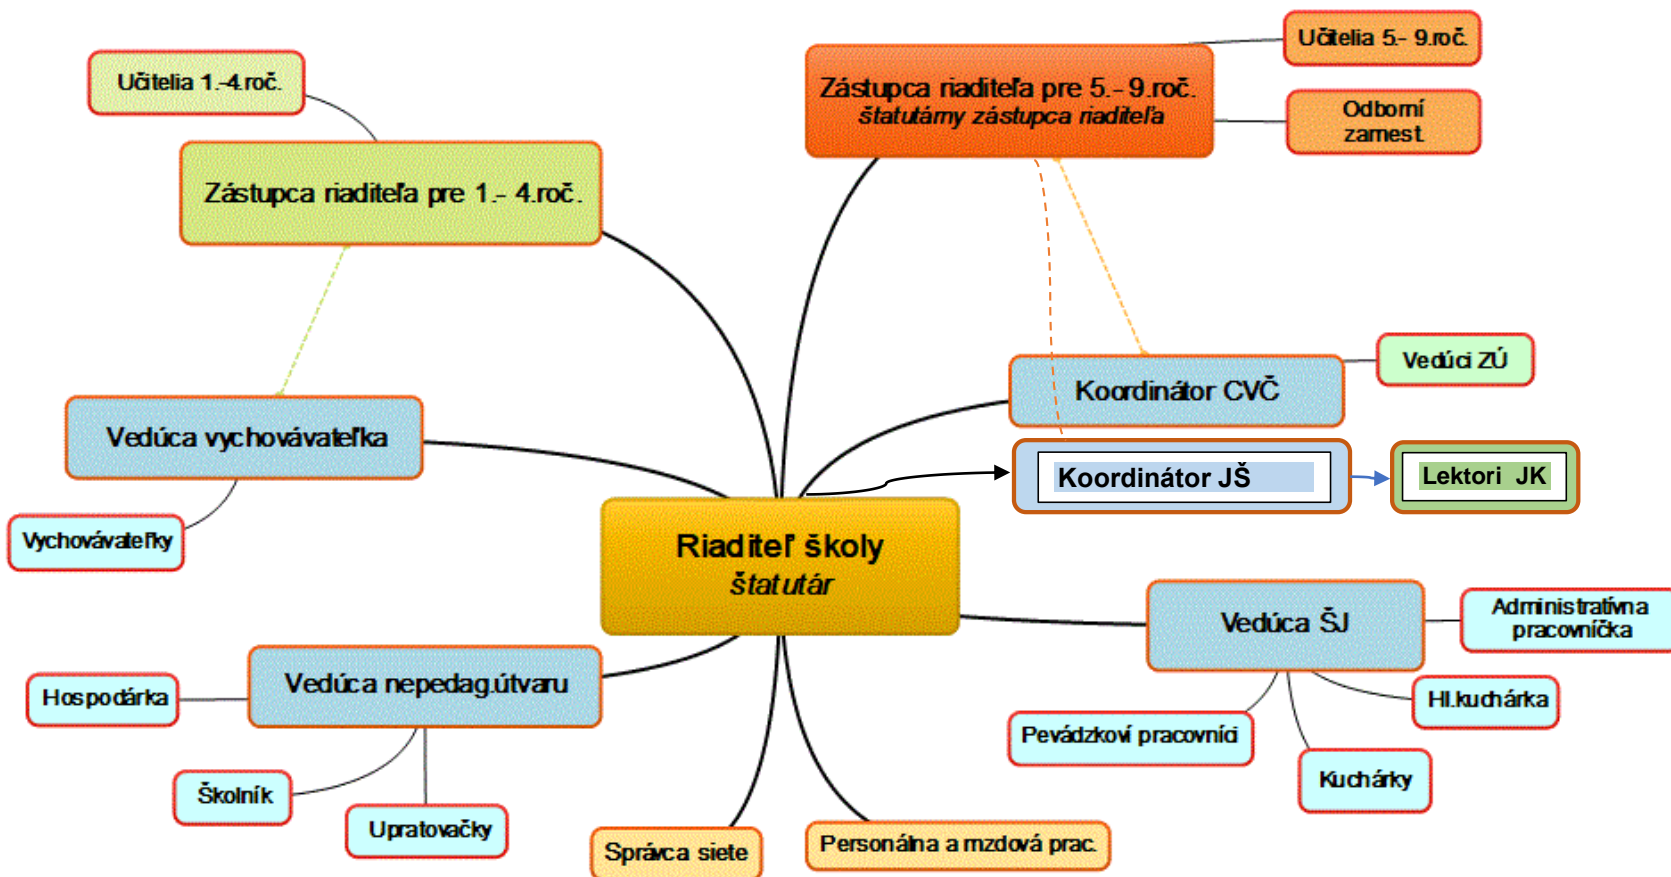 Učitelia 1.-4.roč.
Zástupca riaditeľa pre 1.- 4.roč.
Zástupca riaditeľa pre 5.- 9.roč.
štatutárny zástupca riaditeľa
Učitelia 5.- 9.roč.
Odborní
zamest.
Vedúca vychovávateľka
Vychovávateľky
Koordinátor CVČ
Vedúci ZÚ
Koordinátor JŠ
Lektori JK
Riaditeľ školy
štatutár
Vedúca ŠJ
Administratívna
pracovníčka
Hl.kuchárka
Pevádzkoví pracovníci
Kuchárky
Vedúca nepedag.útvaru
Hospodárka
Školník
Upratovačky
Správca siete
Personálna a mzdová prac.